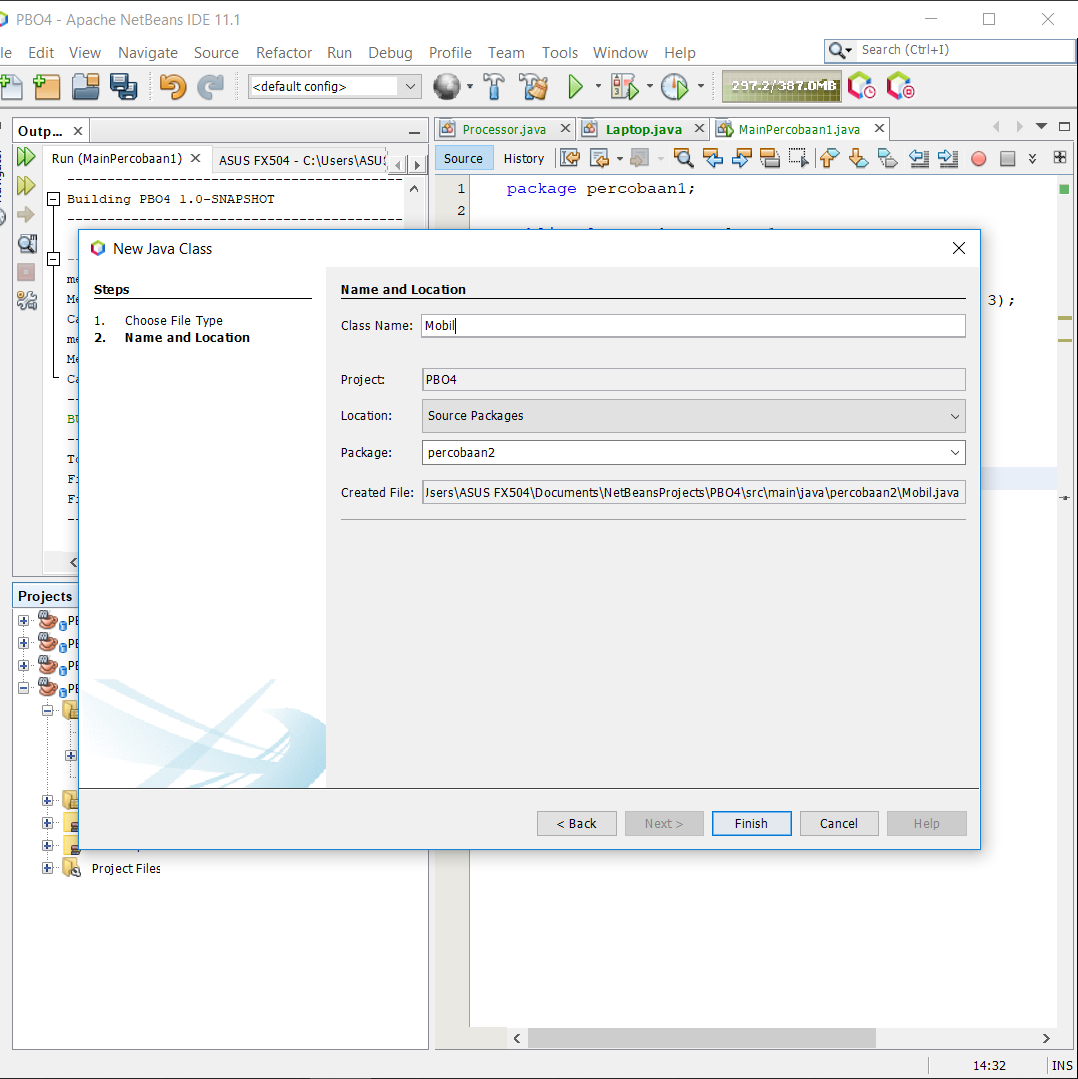 PBO4 - Apache NetBeans IDE 11.1
Edit View Navigate Source Refactor Run Debug Profile Team Tools Window Help
Search (Ctrl+I)
<default config>
297.2/387.0MB
Outp...
Processor.java Laptop.java MainPercobaan1.java
Run (MainPercobaan1) ASUS FX504 - C:\Users\ASUS
Source History
Building PBO4 1.0-SNAPSHOT
1 package percobaan1;
2
3);
New Java Class
Steps
1. Choose File Type
2. Name and Location
Name and Location
Class Name: Mobil
Project: PBO4
Location: Source Packages
Package: percobaan2
Created File: Users\ASUS FX504\Documents\NetBeansProjects\PBO4\src\main\java\percobaan2\Mobil.java
< Back Next > Finish Cancel Help
Projects
Project Files
14:32 INS